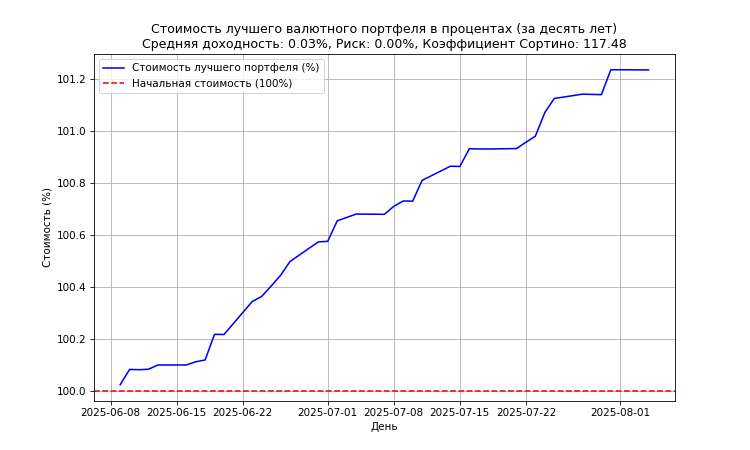 Стоимость лучшего валютного портфеля в процентах (за десять лет)
Средняя доходность: 0.03%, Риск: 0.00%, Коэффициент Сортино: 117.48
Стоимость лучшего портфеля (%)
Начальная стоимость (100%)
Стоимость (%)
101.2
101.0
100.8
100.6
100.4
100.2
100.0
2025-06-08 2025-06-15 2025-06-22 2025-07-01 2025-07-08 2025-07-15 2025-07-22 2025-08-01
День